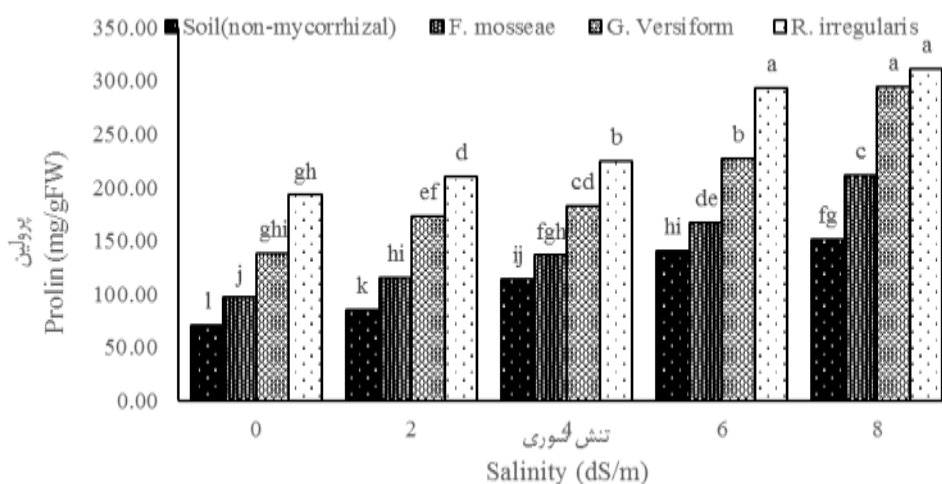 Soil(non-mycorrhizal) F. mosseae G. Versiform R. irregularis
350.00
300.00
250.00
200.00
150.00
100.00
50.00
0.00
پرولین
Prolin (mg/gFW)
l j ghi gh
k hi ef d
ij fgh cd b
hi de b a
fg c a a
0 2 4 6 8
تنش شوری
Salinity (dS/m)